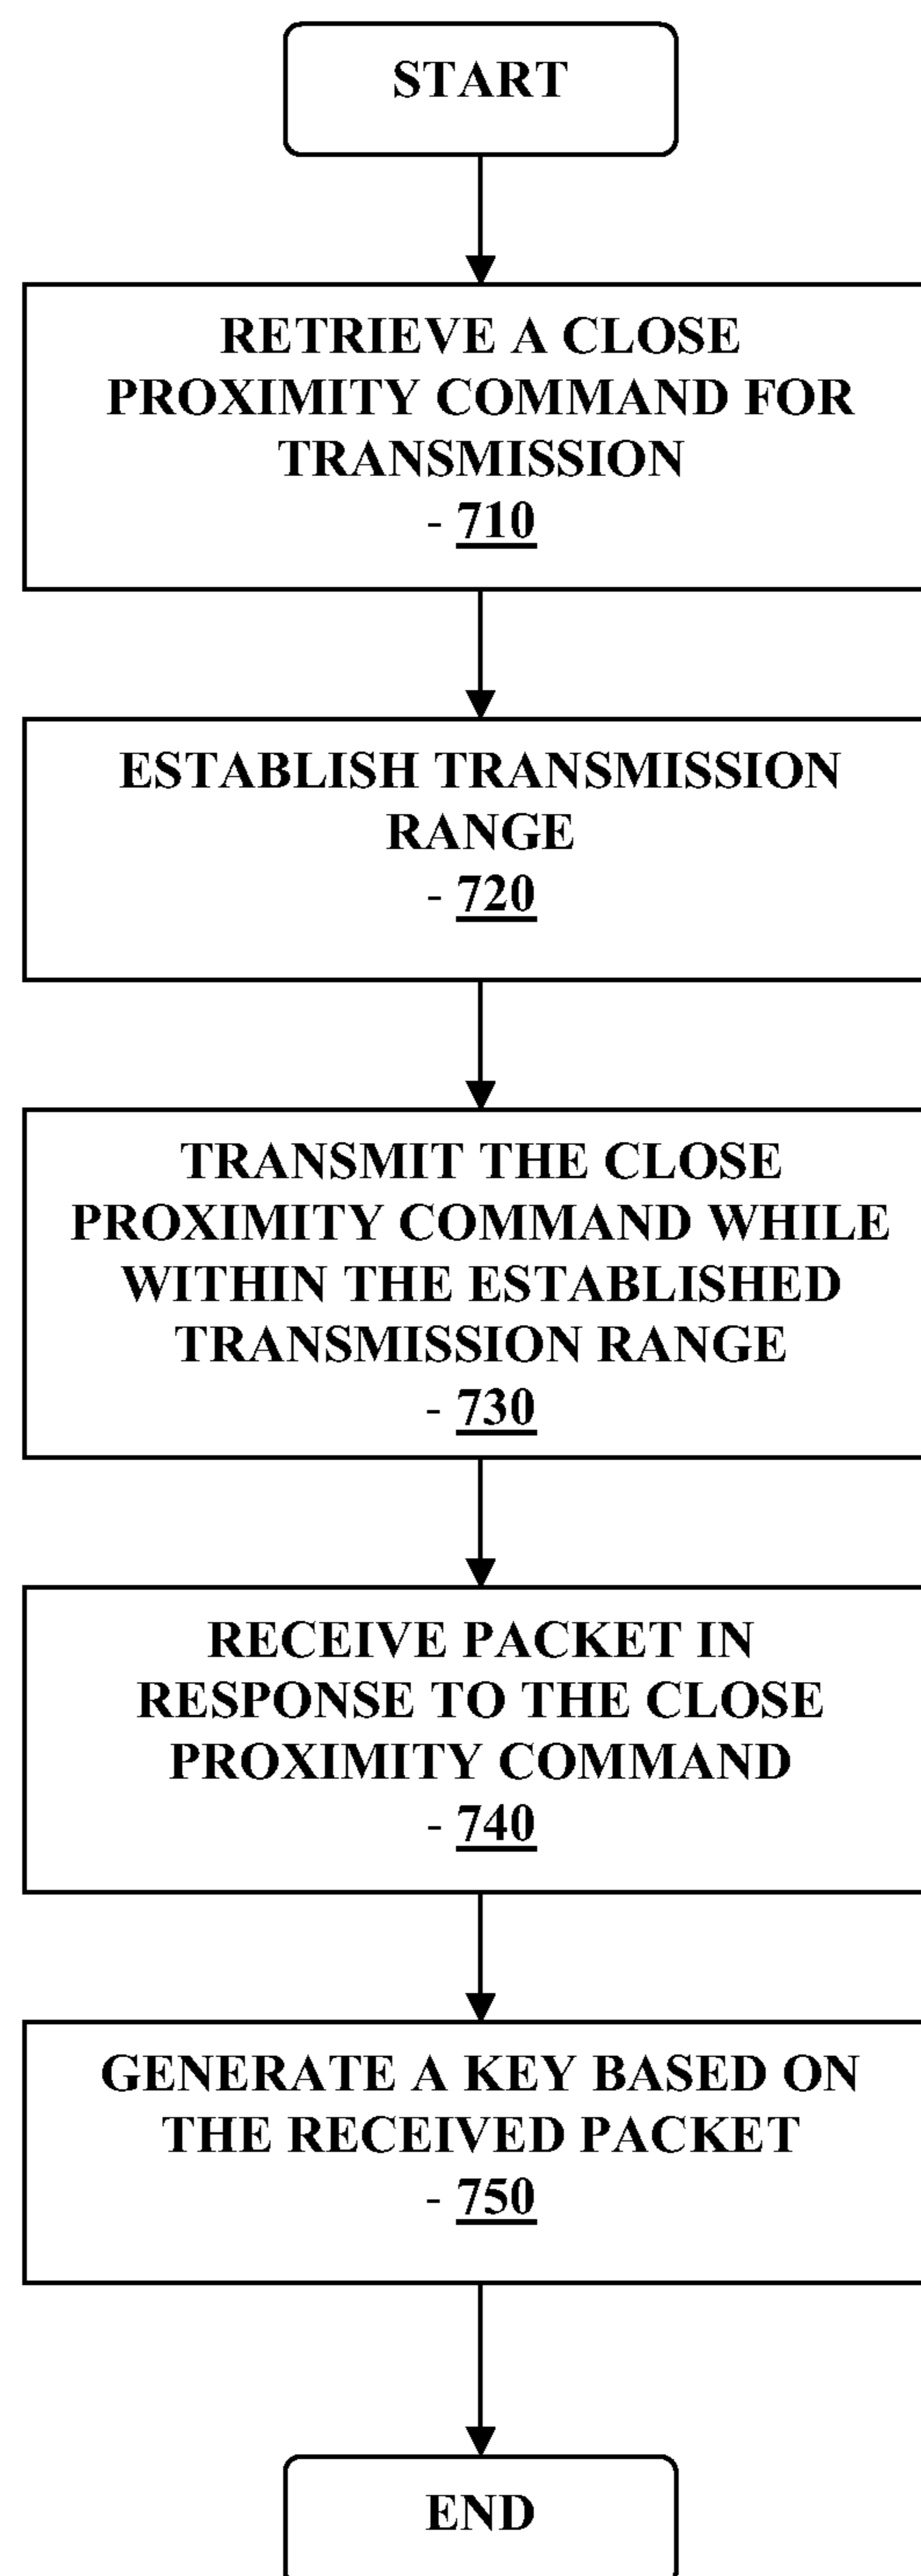 START
RETRIEVE A CLOSE
PROXIMITY COMMAND FOR
TRANSMISSION
- 710
ESTABLISH TRANSMISSION
RANGE
- 720
TRANSMIT THE CLOSE
PROXIMITY COMMAND WHILE
WITHIN THE ESTABLISHED
TRANSMISSION RANGE
- 730
RECEIVE PACKET IN
RESPONSE TO THE CLOSE
PROXIMITY COMMAND
- 740
GENERATE A KEY BASED ON
THE RECEIVED PACKET
- 750
END